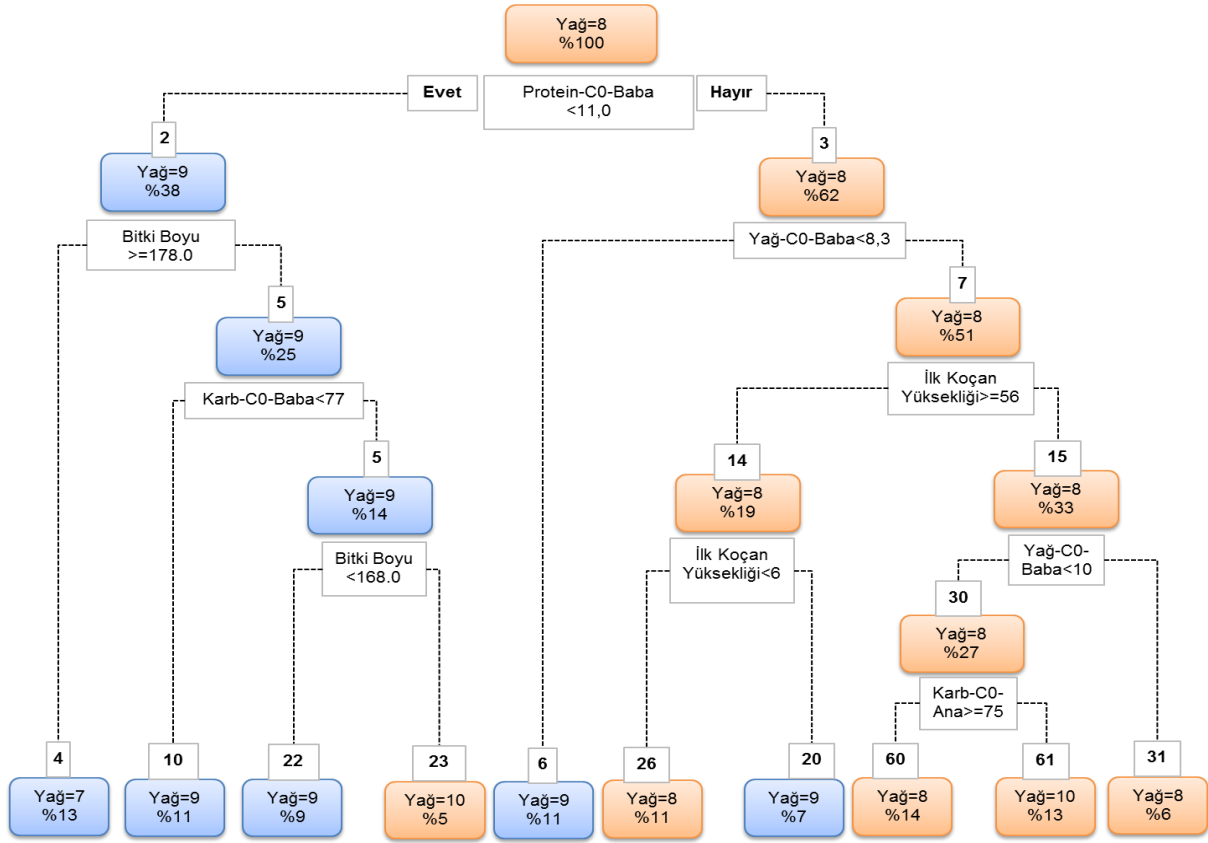 Yağ=8
%100
Evet
Protein-C0-Baba
<11,0
Hayır
2
3
Yağ=9
%38
Yağ=8
%62
Bitki Boyu
>=178.0
Yağ-C0-Baba<8,3
5
7
Yağ=9
%25
Yağ=8
%51
Karb-C0-Baba<77
İlk Koçan
Yüksekliği>=56
5
14
15
Yağ=9
%14
Yağ=8
%19
Yağ=8
%33
Bitki Boyu
<168.0
İlk Koçan
Yüksekliği<6
Yağ-C0-
Baba<10
30
Yağ=8
%27
Karb-C0-
Ana>=75
4
10
22
23
6
26
20
60
61
31
Yağ=7
%13
Yağ=9
%11
Yağ=9
%9
Yağ=10
%5
Yağ=9
%11
Yağ=8
%11
Yağ=9
%7
Yağ=8
%14
Yağ=10
%13
Yağ=8
%6